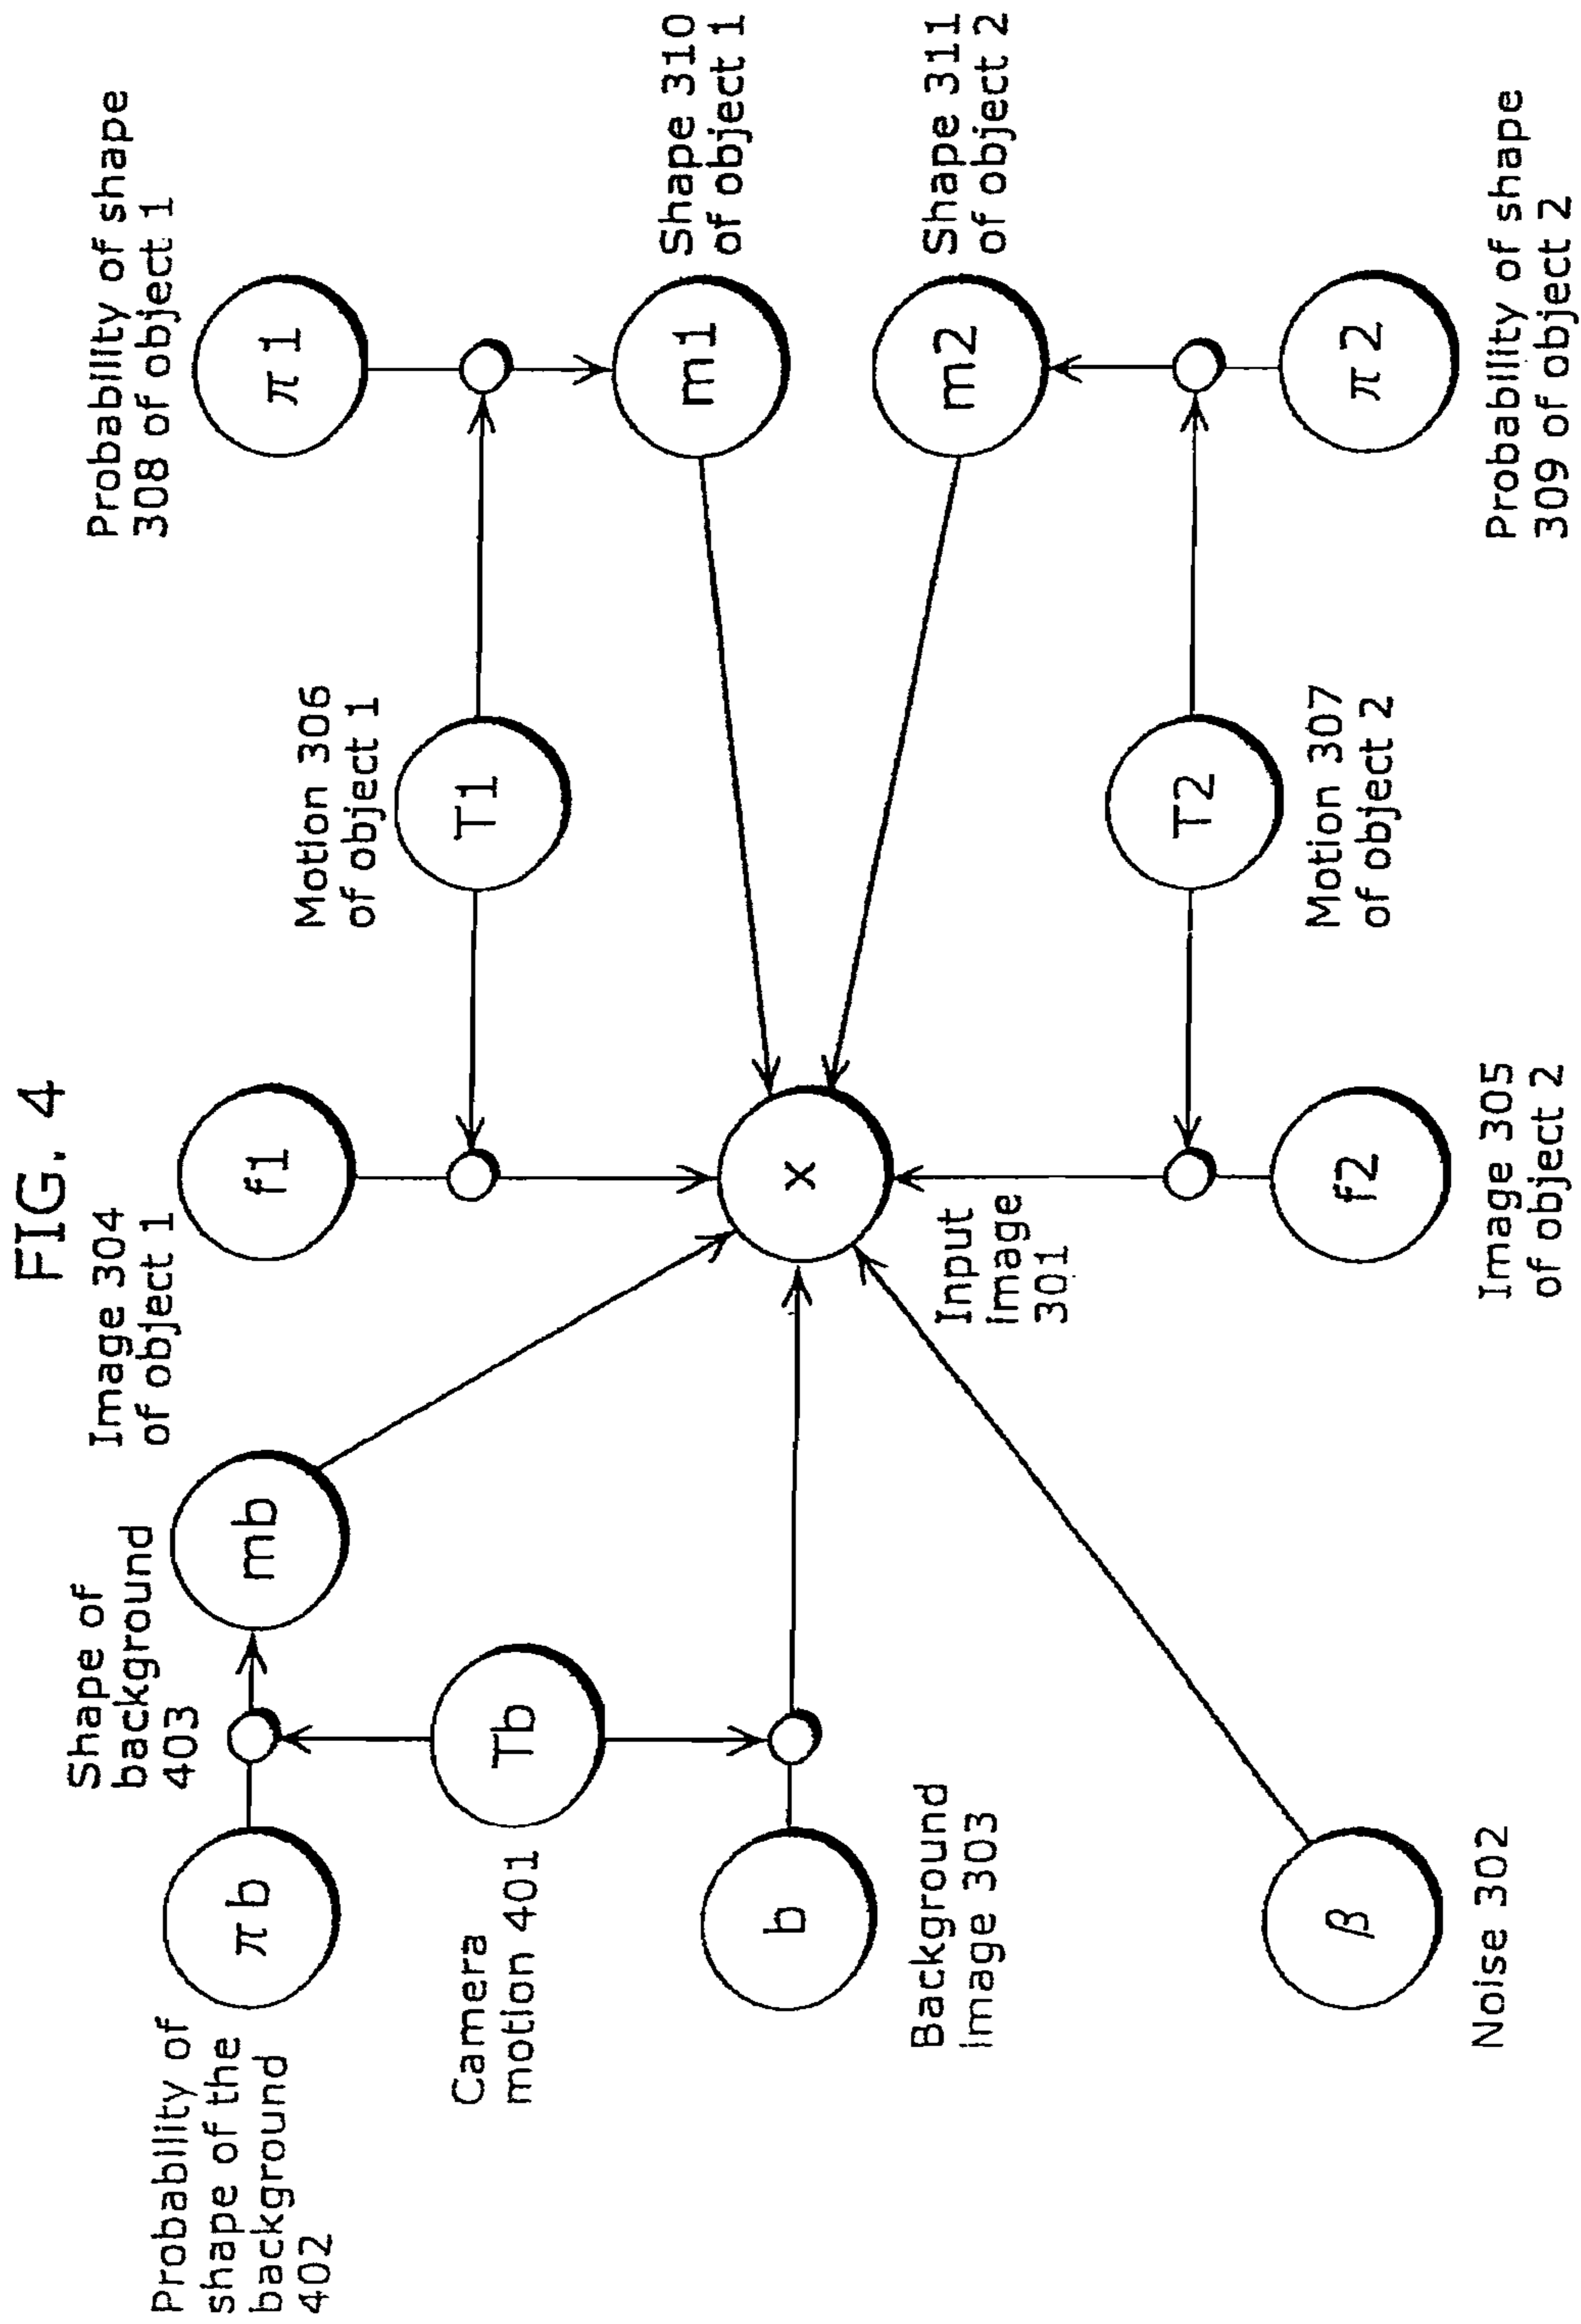 FIG. 4
Probability of
shape of the
background
402
πb
Shape of
background
403
mb
Image 304
of object 1
f1
Motion 306
of object 1
T1
Probability of shape
308 of object 1
π1
Camera
motion 401
Tb
Shape 310
of object 1
m1
b
Background
image 303
x
Input
image
301
m2
Shape 311
of object 2
Noise 302
β
f2
Image 305
of object 2
T2
Motion 307
of object 2
π2
Probability of shape
309 of object 2